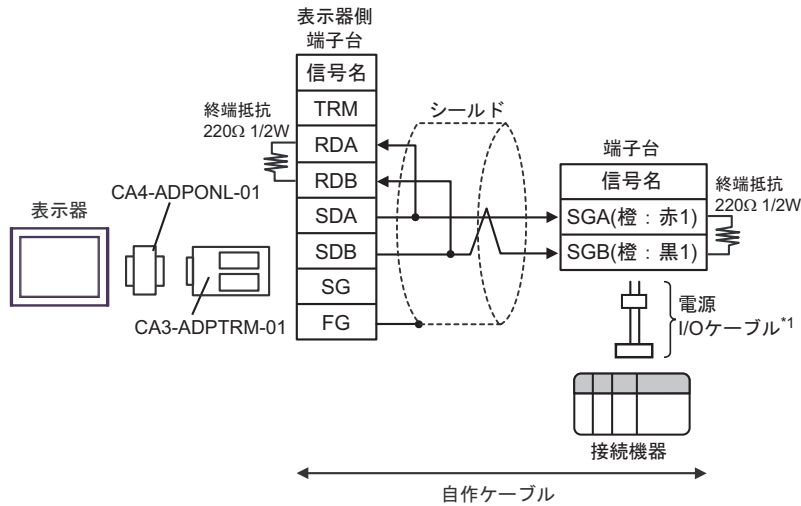 表示器側
端子台
信号名
TRM
RDA
RDB
SDA
SDB
SG
FG
終端抵抗
220Ω 1/2W
シールド
表示器
CA4-ADPONL-01
CA3-ADPTRM-01
端子台
信号名
SGA(橙：赤1)
SGB(橙：黒1)
終端抵抗
220Ω 1/2W
電源
I/Oケーブル*1
接続機器
自作ケーブル